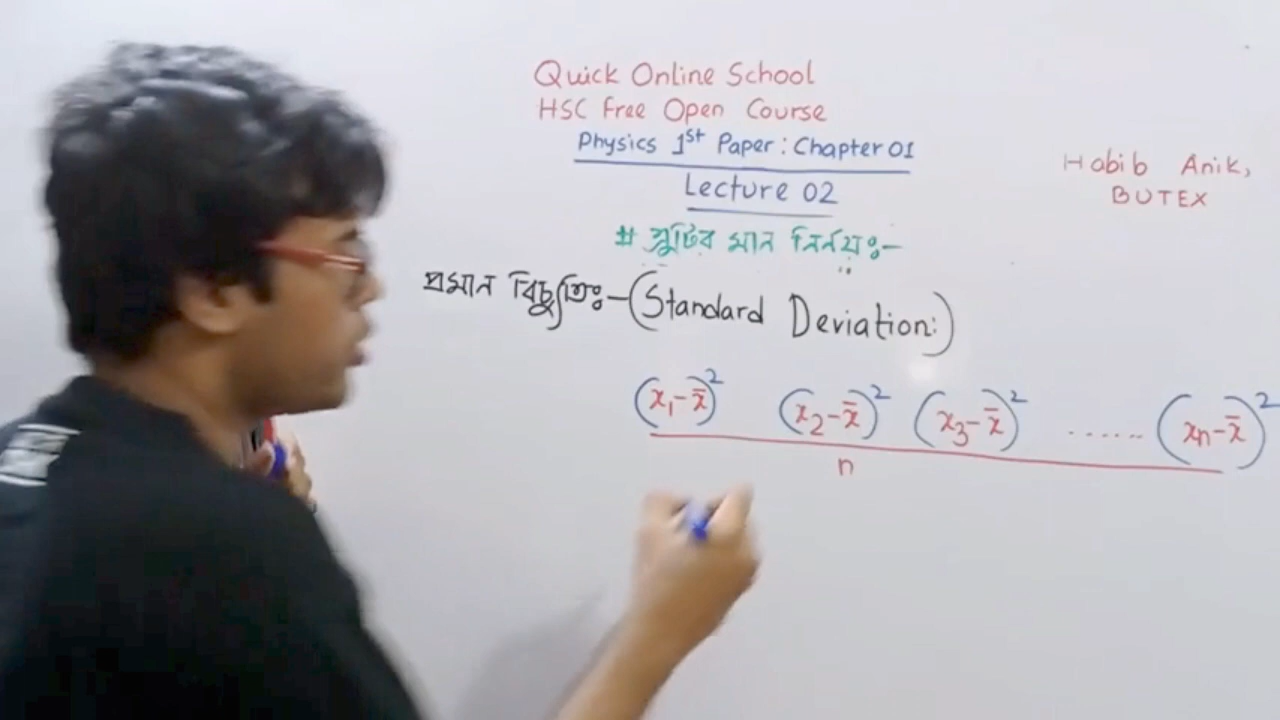 Quick Online School
HSC Free Open Course
Physics 1st Paper : Chapter 01
Lecture 02
Habib Anik,
BUTEX
# ত্রুটির মান নির্নয়ঃ-
প্রমান বিচ্যুতিঃ-(Standard Deviation:)
(x₁-x̄)² (x₂-x̄)² (x₃-x̄)² ...... (xn-x̄)²
n